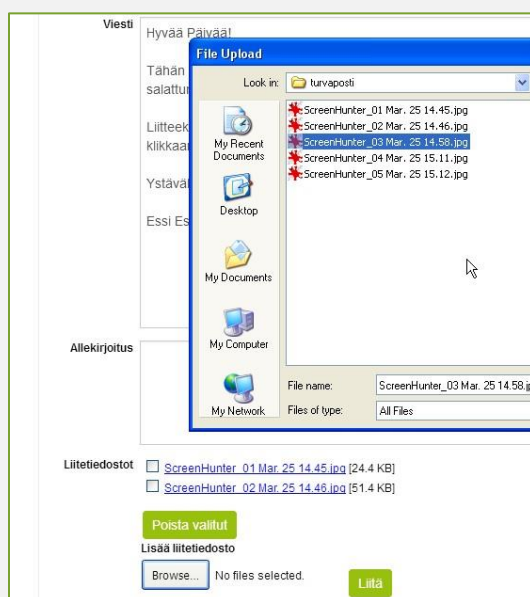 Viesti
Hyvää Päivää!
Tähän
salattu
Liitteek
klikkaa
Ystäväl
Essi Es
File Upload
Look in: turvaposti
My Recent Documents
Desktop
My Documents
My Computer
My Network
ScreenHunter_01 Mar. 25 14.45.jpg
ScreenHunter_02 Mar. 25 14.46.jpg
ScreenHunter_03 Mar. 25 14.58.jpg
ScreenHunter_04 Mar. 25 15.11.jpg
ScreenHunter_05 Mar. 25 15.12.jpg
File name: ScreenHunter_03 Mar. 25 14.58.j
Files of type: All Files
Allekirjoitus
Liitetiedostot
ScreenHunter_01 Mar. 25 14.45.jpg [24.4 KB]
ScreenHunter_02 Mar. 25 14.46.jpg [51.4 KB]
Poista valitut
Lisää liitetiedosto
Browse... No files selected.
Liitä